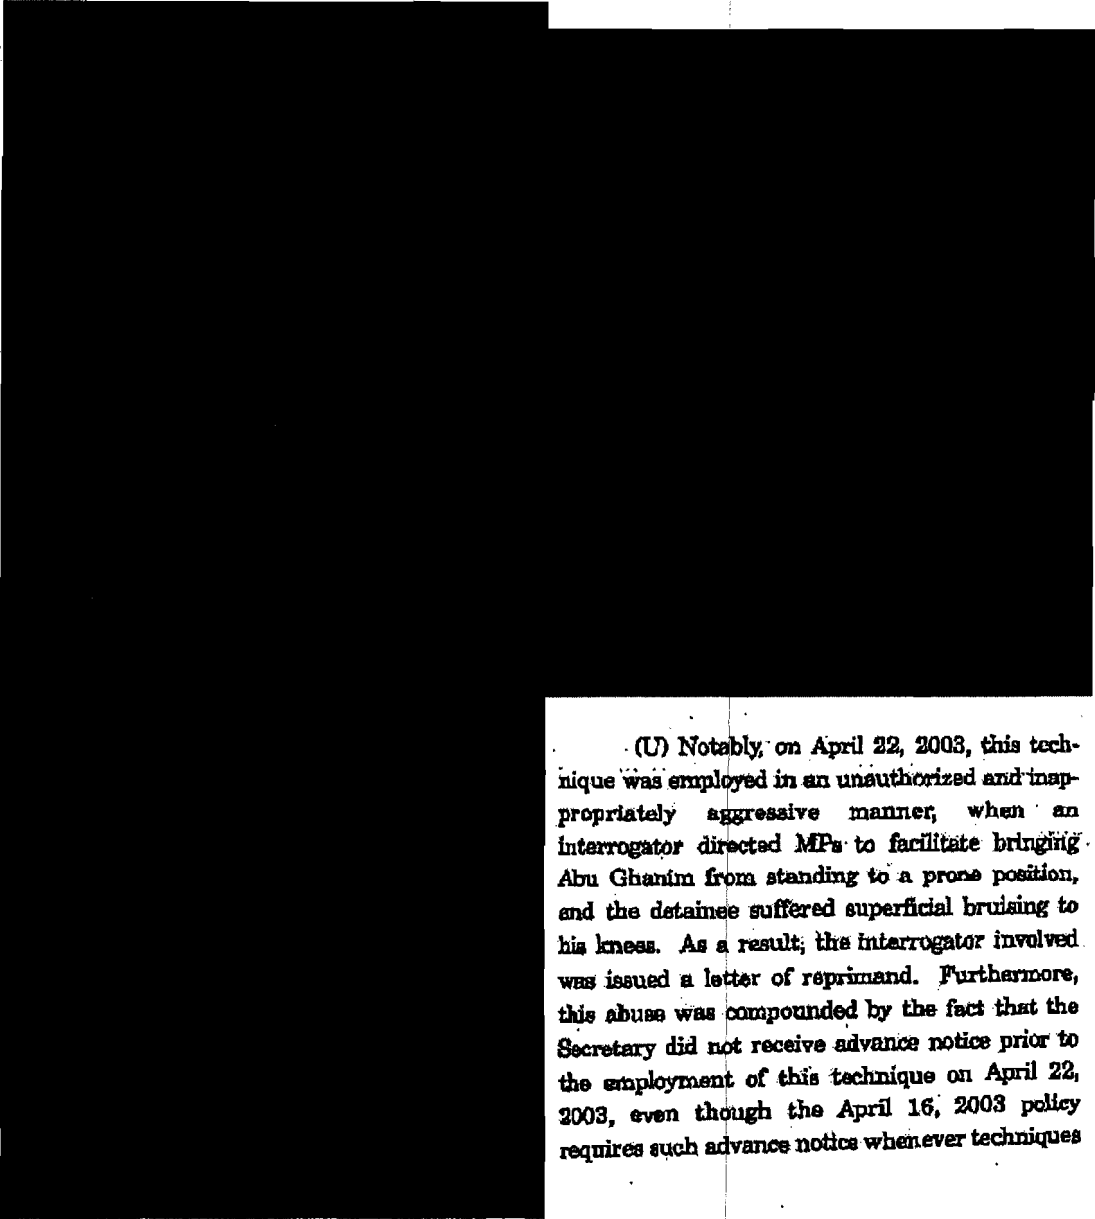 (U) Notably, on April 22, 2003, this tech-
nique was employed in an unauthorized and inap-
propriately aggressive manner, when an
interrogator directed MPs to facilitate bringing
Abu Ghanim from standing to a prone position,
and the detainee suffered superficial bruising to
his knees. As a result, the interrogator involved
was issued a letter of reprimand. Furthermore,
this abuse was compounded by the fact that the
Secretary did not receive advance notice prior to
the employment of this technique on April 22,
2003, even though the April 16, 2003 policy
requires such advance notice whenever techniques